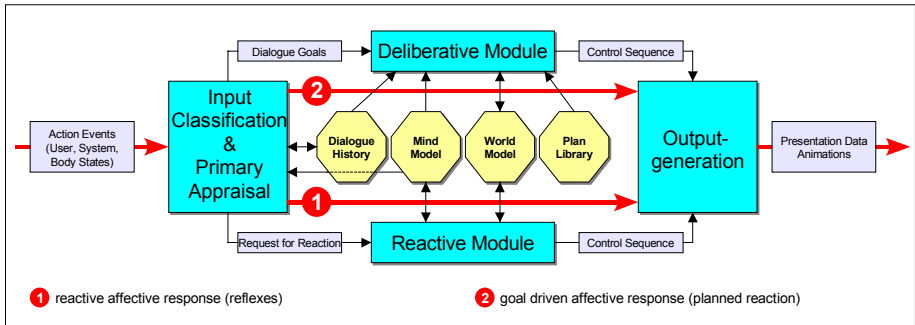 Dialogue Goals
Deliberative Module
Control Sequence
2
Input
Classification
&
Primary
Appraisal
Action Events
(User, System,
Body States)
Dialogue
History
Mind
Model
World
Model
Plan
Library
Output-
generation
Presentation Data
Animations
1
Request for Reaction
Reactive Module
Control Sequence
1 reactive affective response (reflexes)
2 goal driven affective response (planned reaction)